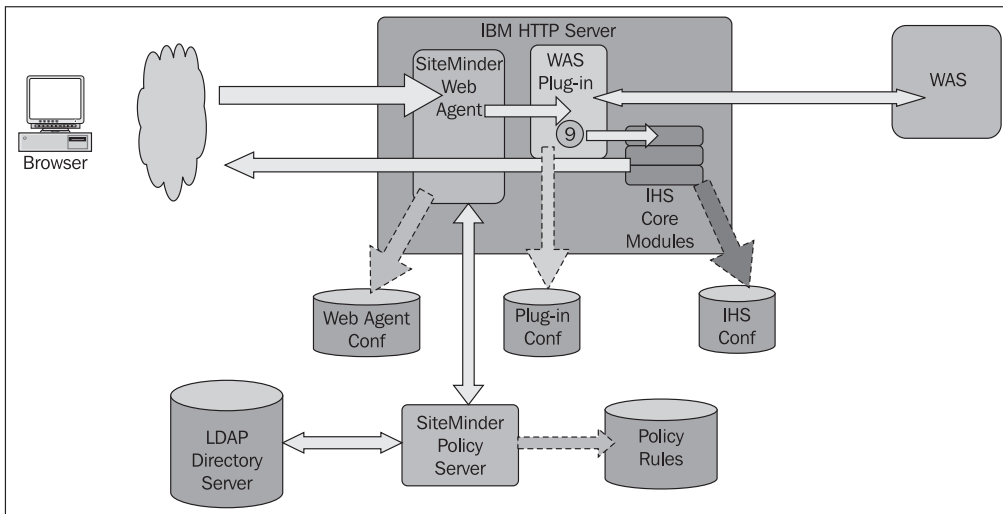 IBM HTTP Server
SiteMinder
Web
Agent
WAS
Plug-in
9
WAS
Browser
IHS
Core
Modules
Web Agent
Conf
Plug-in
Conf
IHS
Conf
LDAP
Directory
Server
SiteMinder
Policy
Server
Policy
Rules